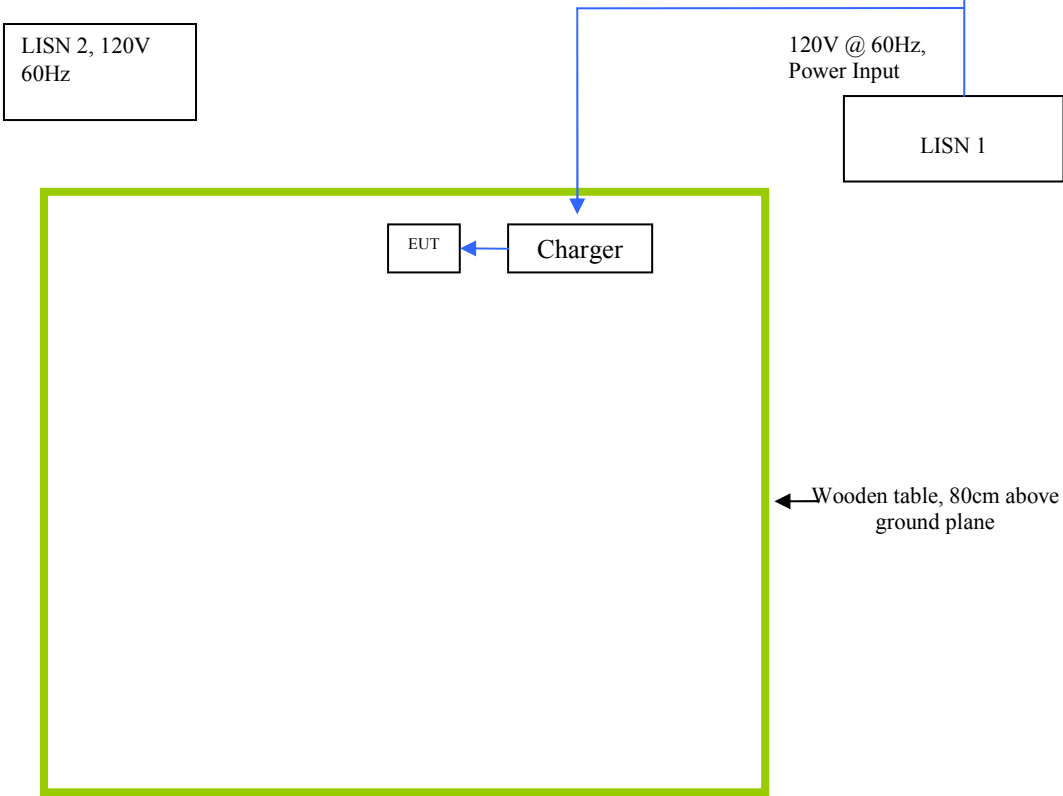 LISN 2, 120V
60Hz
120V @ 60Hz,
Power Input
LISN 1
EUT
Charger
Wooden table, 80cm above
ground plane